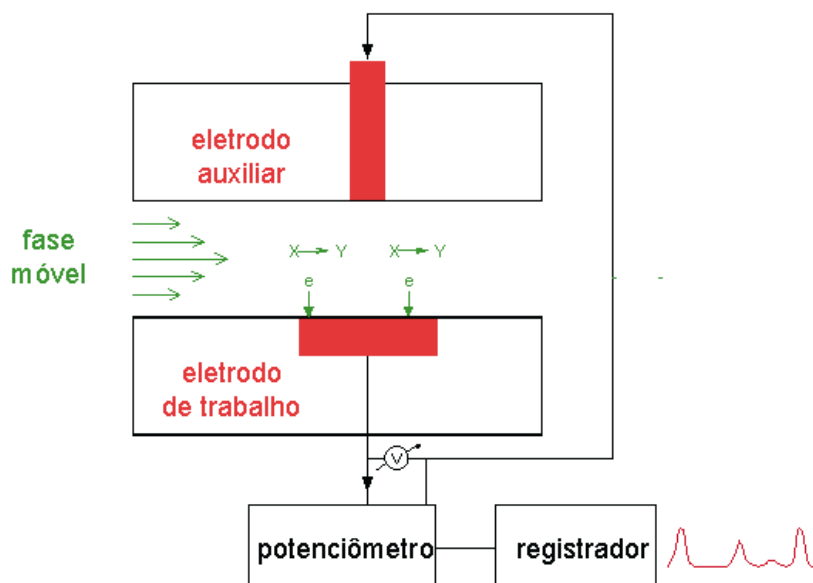 eletrodo
auxiliar
fase
móvel
X Y X Y
e e
eletrodo
de trabalho
V
potenciômetro registrador